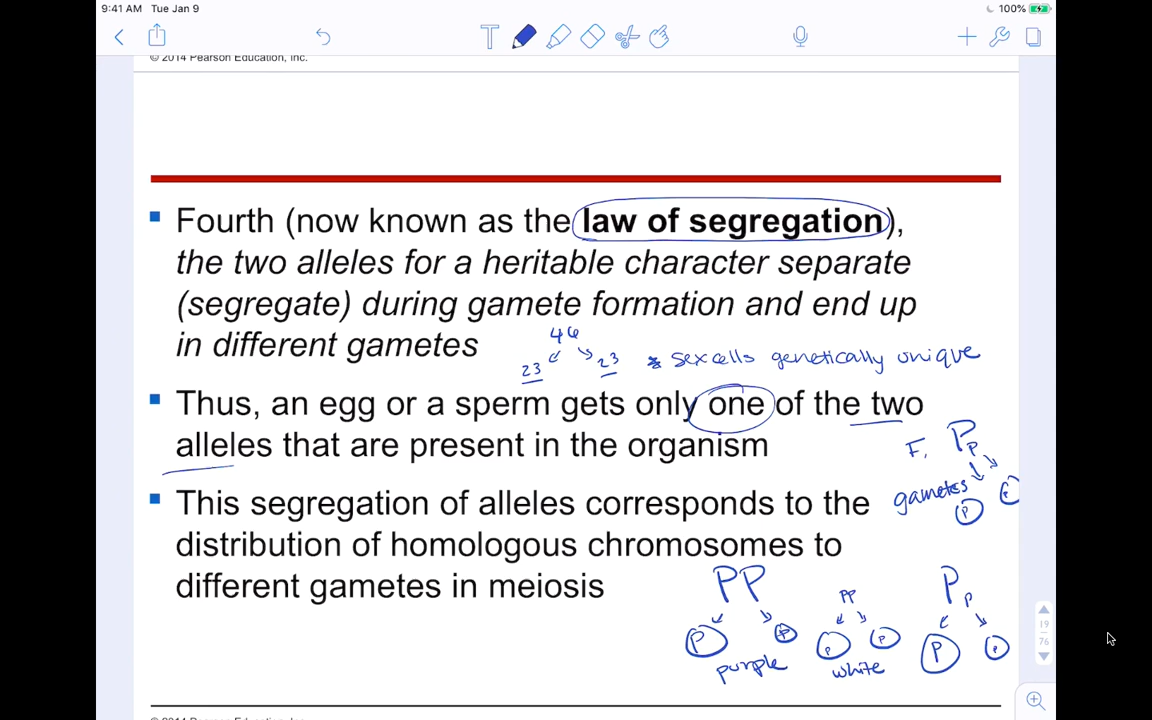 9:41 AM Tue Jan 9
100%
© 2014 Pearson Education, Inc.
Fourth (now known as the law of segregation),
the two alleles for a heritable character separate
(segregate) during gamete formation and end up
in different gametes
46
23 23 * sex cells genetically unique
Thus, an egg or a sperm gets only one of the two
alleles that are present in the organism
F₁ Pp
gametes P p
This segregation of alleles corresponds to the
distribution of homologous chromosomes to
different gametes in meiosis
PP pp Pp
P P p p P p
purple white
19
76